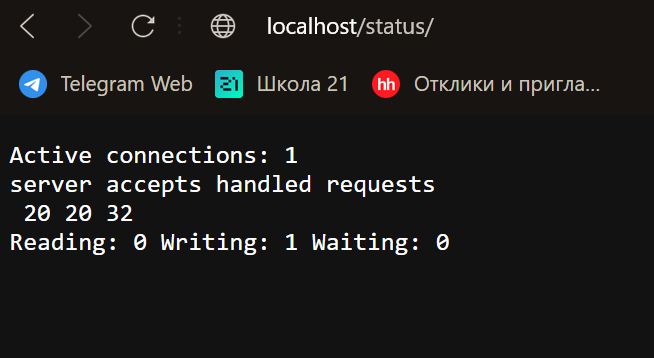 localhost/status/
Telegram Web 21 Школа 21 hh Отклики и пригла...
Active connections: 1
server accepts handled requests
 20 20 32
Reading: 0 Writing: 1 Waiting: 0